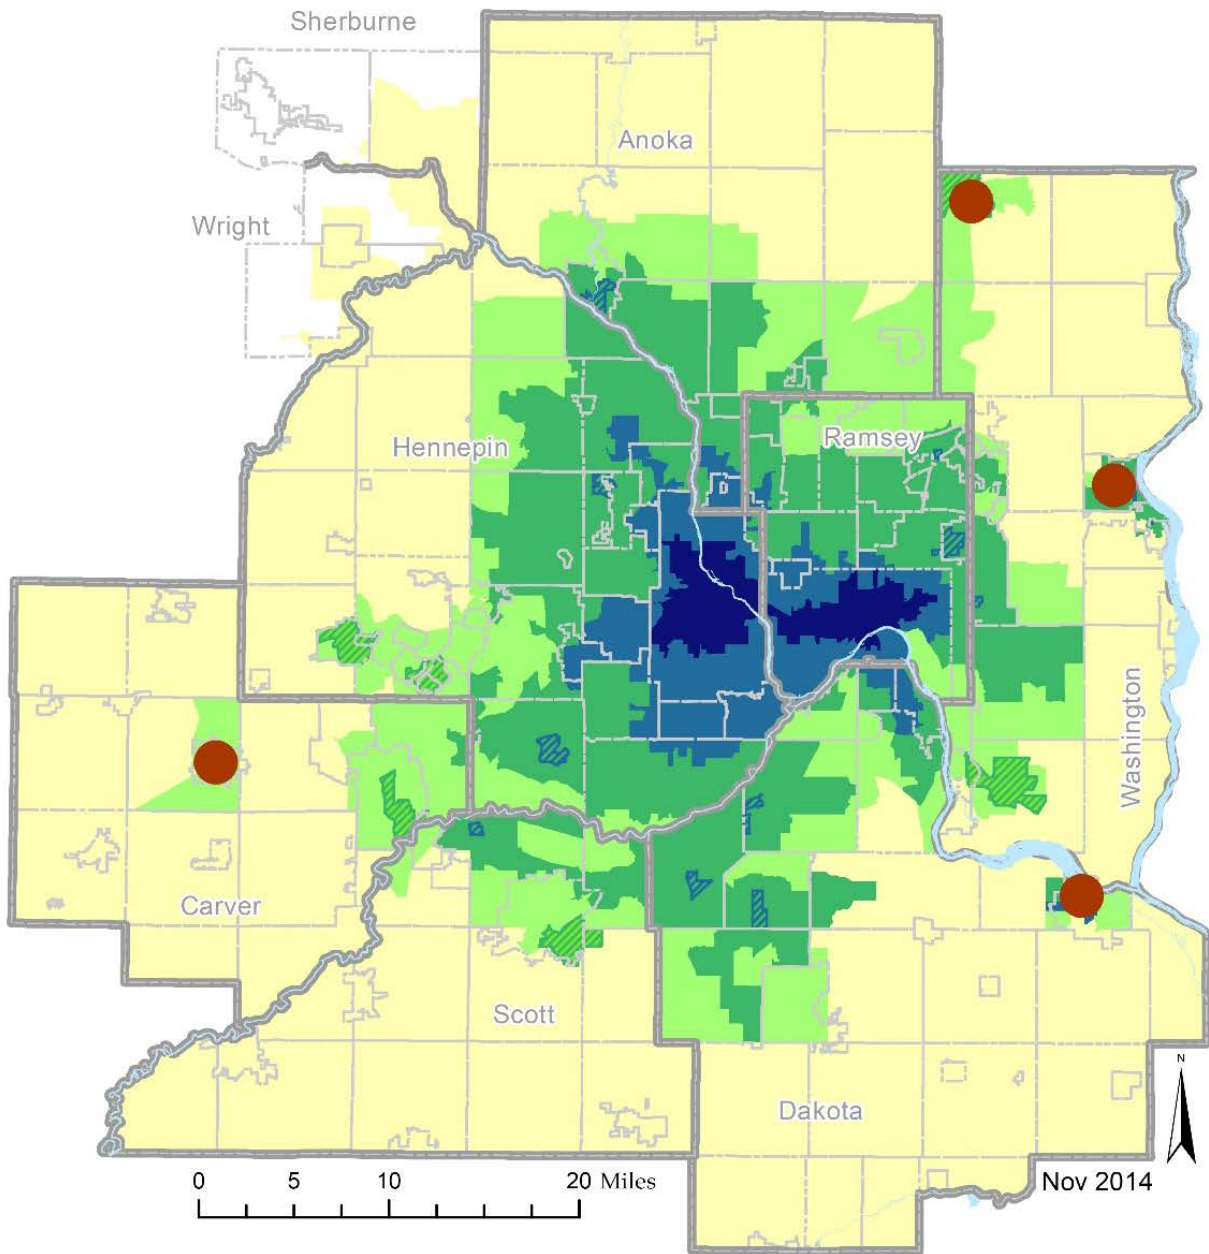 Sherburne
Anoka
Wright
Hennepin
Ramsey
Washington
Carver
Scott
Dakota
N
0 5 10 20 Miles
Nov 2014